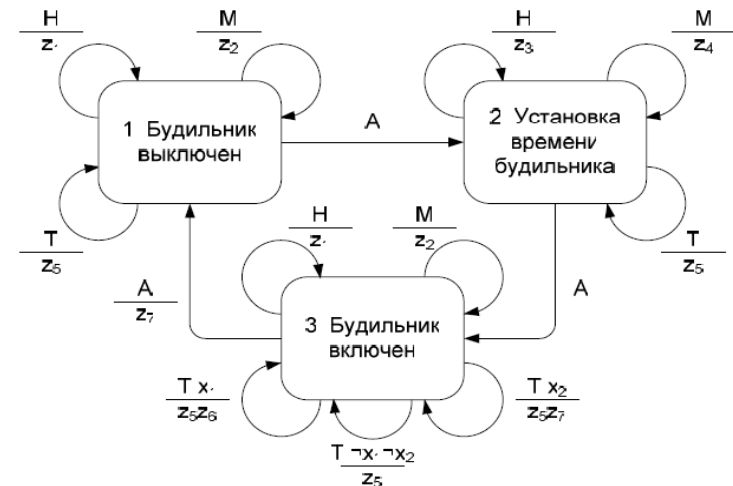 H
z₁
M
z₂
H
z₃
M
z₄
1 Будильник
выключен
A
2 Установка
времени
будильника
T
z₅
T
z₅
H
z₁
M
z₂
A
z₇
A
3 Будильник
включен
T x₁
z₅z₆
T x₂
z₅z₇
T ¬x₁ ¬x₂
z₅